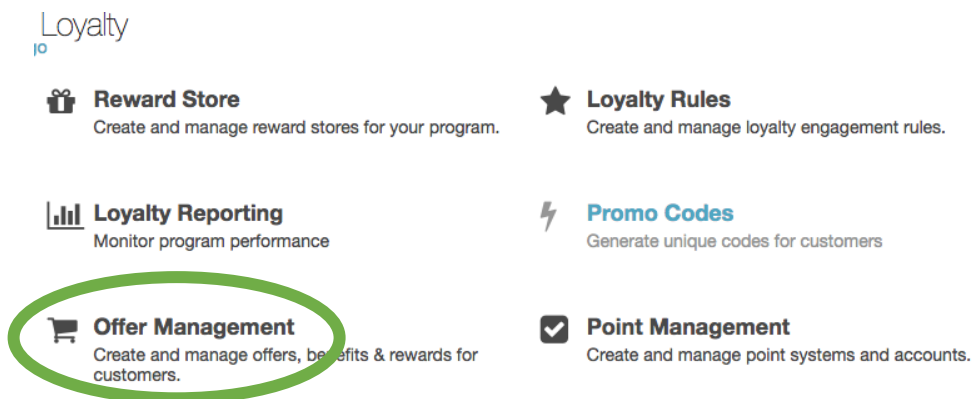 Loyalty
go
Reward Store
Create and manage reward stores for your program.
Loyalty Rules
Create and manage loyalty engagement rules.
Loyalty Reporting
Monitor program performance
Promo Codes
Generate unique codes for customers
Offer Management
Create and manage offers, benefits & rewards for
customers.
Point Management
Create and manage point systems and accounts.